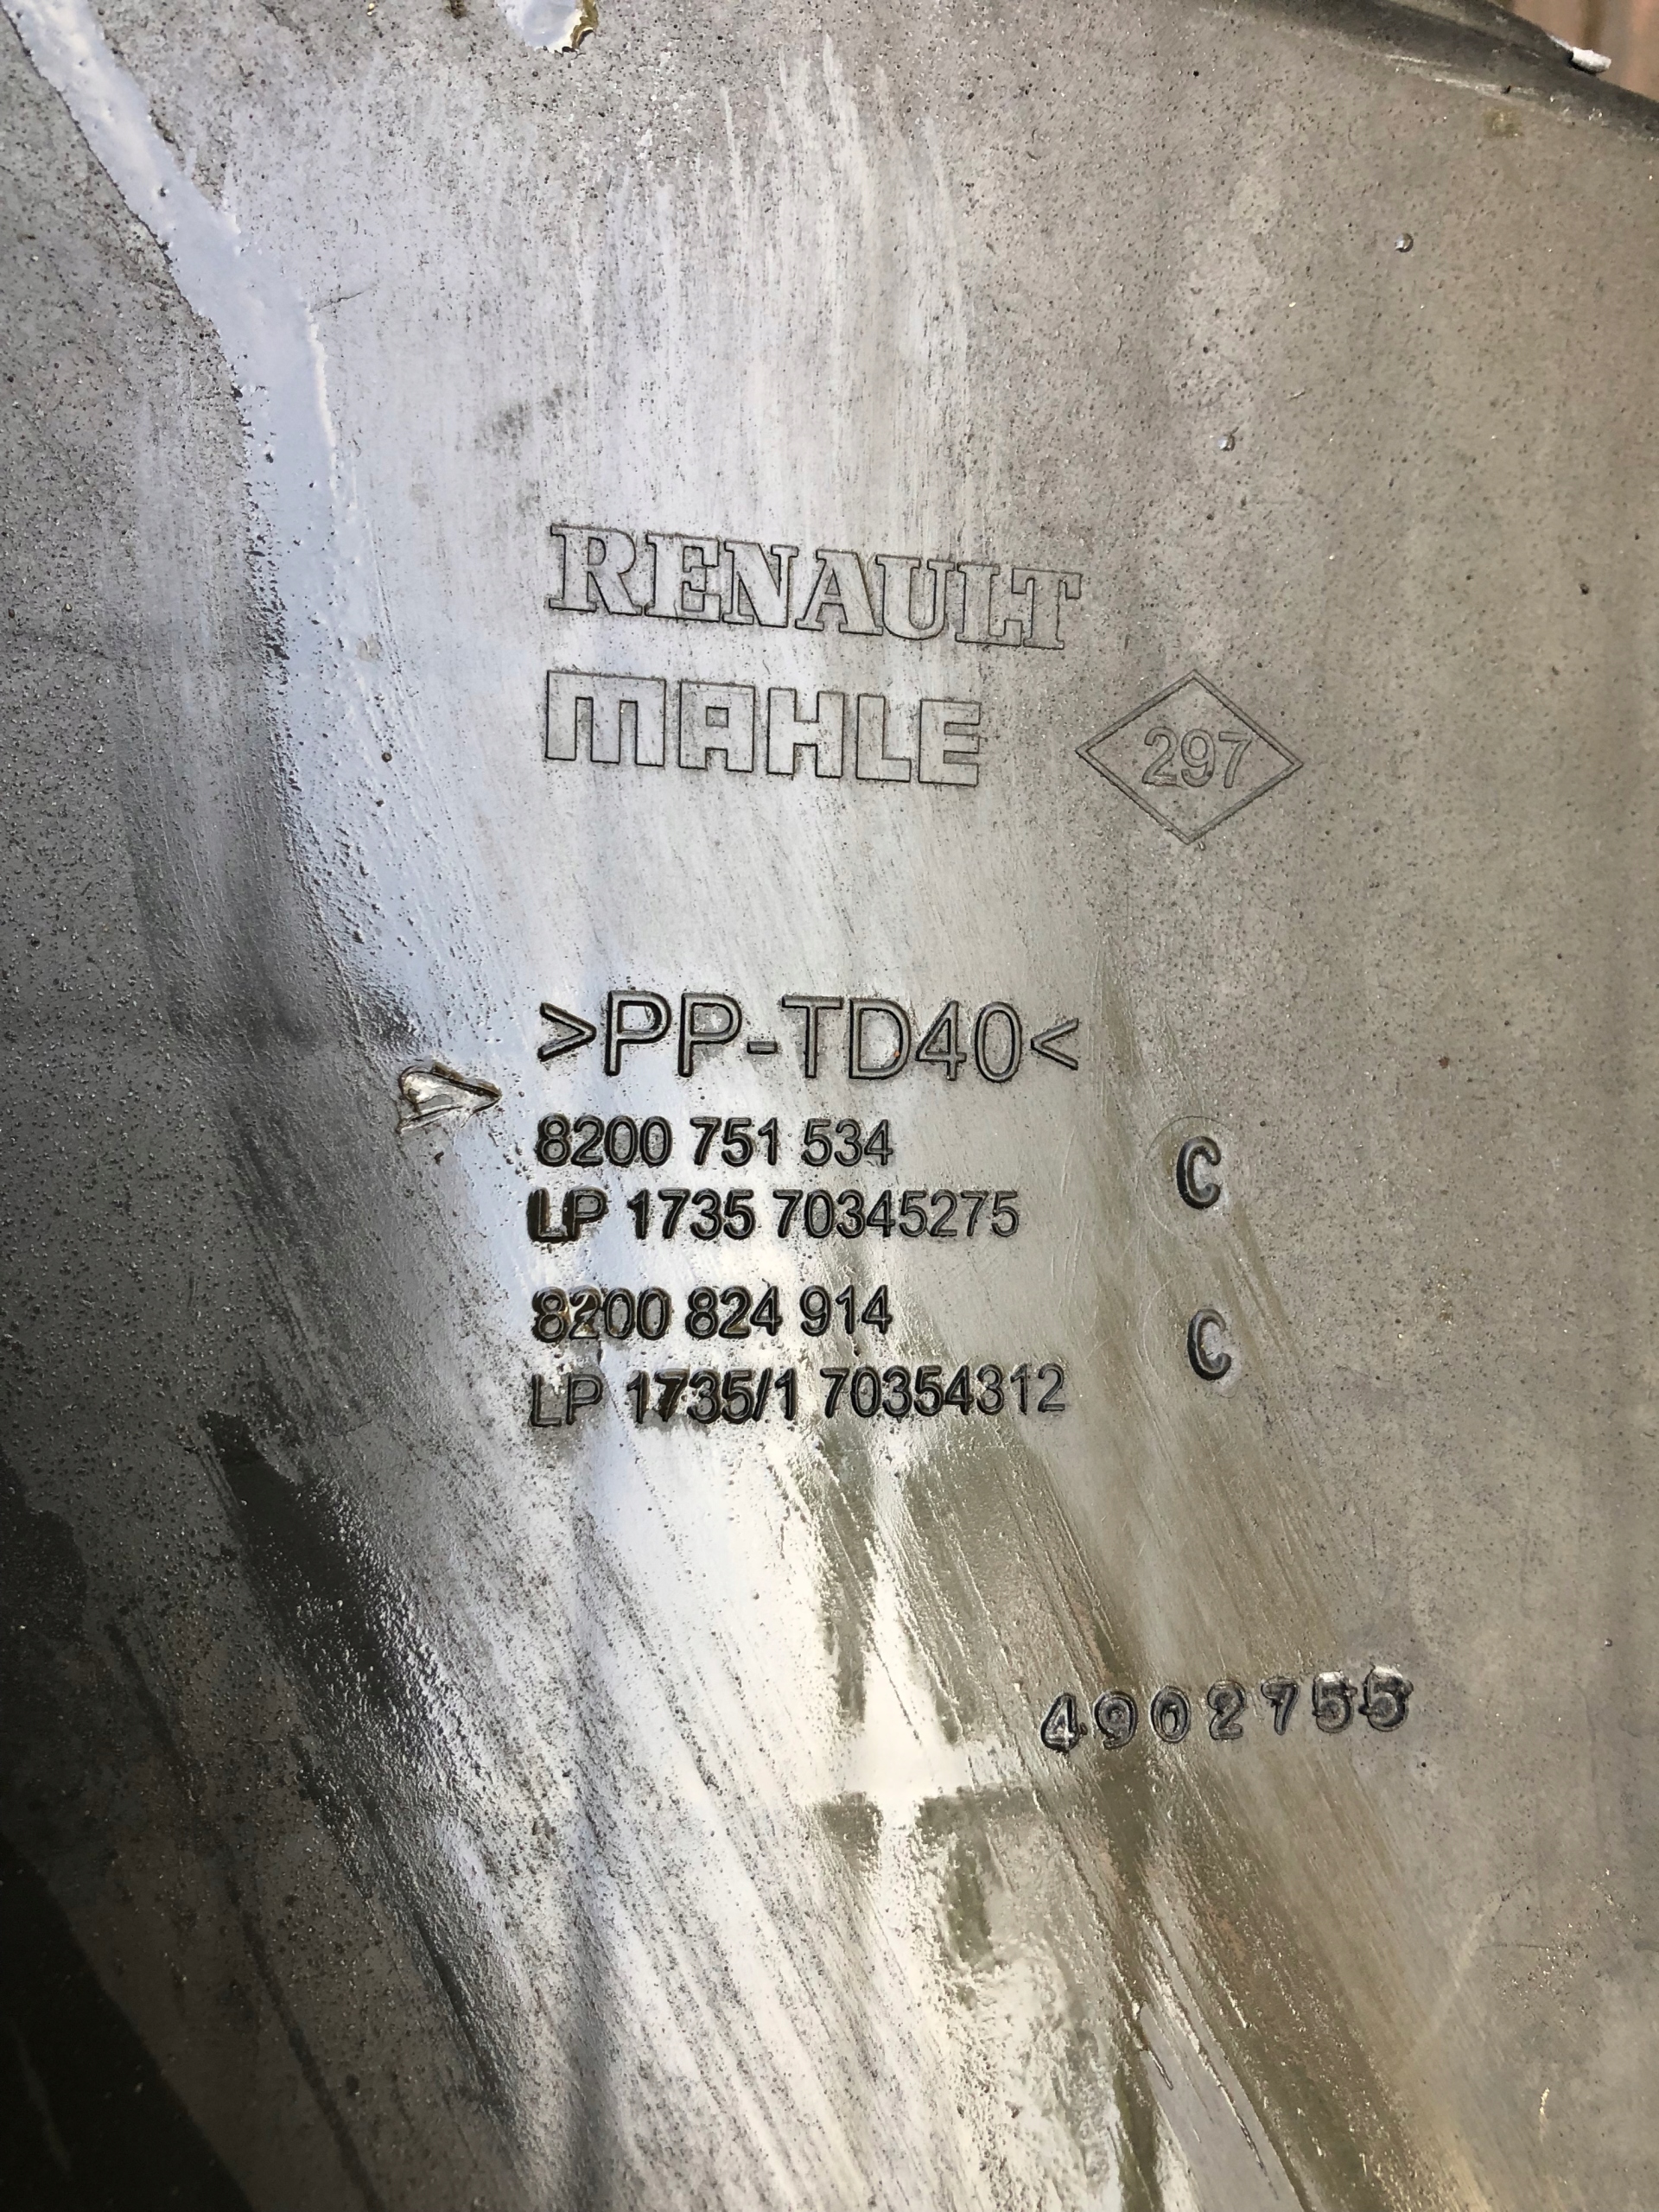 RENAULT
MAHLE
297
>PP-TD40<
8200 751 534 C
LP 1735 70345275
8200 824 914 C
LP 1735/1 70354312
4902755